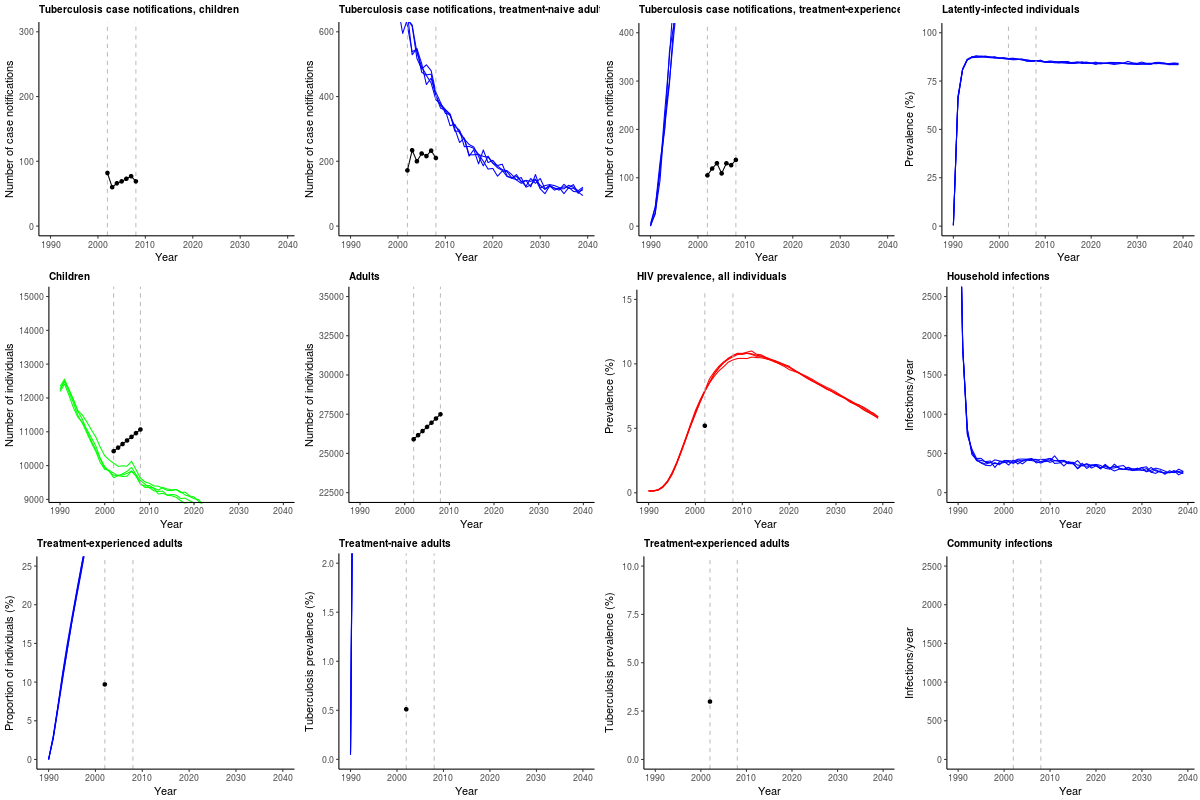 Tuberculosis case notifications, children
Number of case notifications
300
200
100
0
1990 2000 2010 2020 2030 2040
Year
Tuberculosis case notifications, treatment-naive adul
Number of case notifications
600
400
200
0
1990 2000 2010 2020 2030 2040
Year
Tuberculosis case notifications, treatment-experience
Number of case notifications
400
300
200
100
0
1990 2000 2010 2020 2030 2040
Year
Latently-infected individuals
Prevalence (%)
100
75
50
25
0
1990 2000 2010 2020 2030 2040
Year
Children
Number of individuals
15000
14000
13000
12000
11000
10000
9000
1990 2000 2010 2020 2030 2040
Year
Adults
Number of individuals
35000
32500
30000
27500
25000
22500
1990 2000 2010 2020 2030 2040
Year
HIV prevalence, all individuals
Prevalence (%)
15
10
5
0
1990 2000 2010 2020 2030 2040
Year
Household infections
Infections/year
2500
2000
1500
1000
500
0
1990 2000 2010 2020 2030 2040
Year
Treatment-experienced adults
Proportion of individuals (%)
25
20
15
10
5
0
1990 2000 2010 2020 2030 2040
Year
Treatment-naive adults
Tuberculosis prevalence (%)
2.0
1.5
1.0
0.5
0.0
1990 2000 2010 2020 2030 2040
Year
Treatment-experienced adults
Tuberculosis prevalence (%)
10.0
7.5
5.0
2.5
0.0
1990 2000 2010 2020 2030 2040
Year
Community infections
Infections/year
2500
2000
1500
1000
500
0
1990 2000 2010 2020 2030 2040
Year